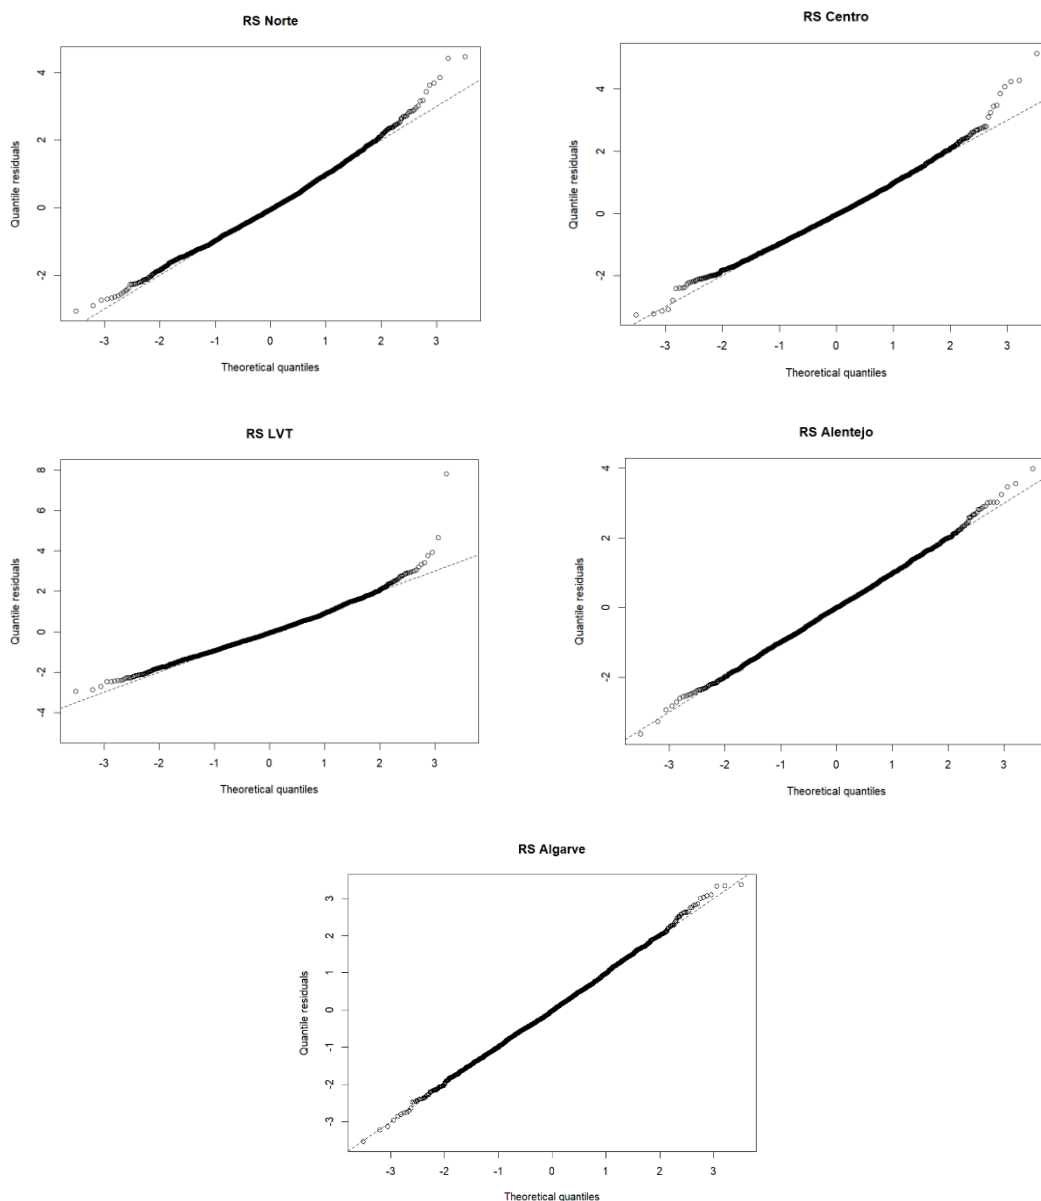 RS Norte
Quantile residuals
4
2
0
-2
-3 -2 -1 0 1 2 3
Theoretical quantiles
RS Centro
Quantile residuals
4
2
0
-2
-3 -2 -1 0 1 2 3
Theoretical quantiles
RS LVT
Quantile residuals
8
6
4
2
0
-2
-4
-3 -2 -1 0 1 2 3
Theoretical quantiles
RS Alentejo
Quantile residuals
4
2
0
-2
-3 -2 -1 0 1 2 3
Theoretical quantiles
RS Algarve
Quantile residuals
3
2
1
0
-1
-2
-3
-3 -2 -1 0 1 2 3
Theoretical quantiles